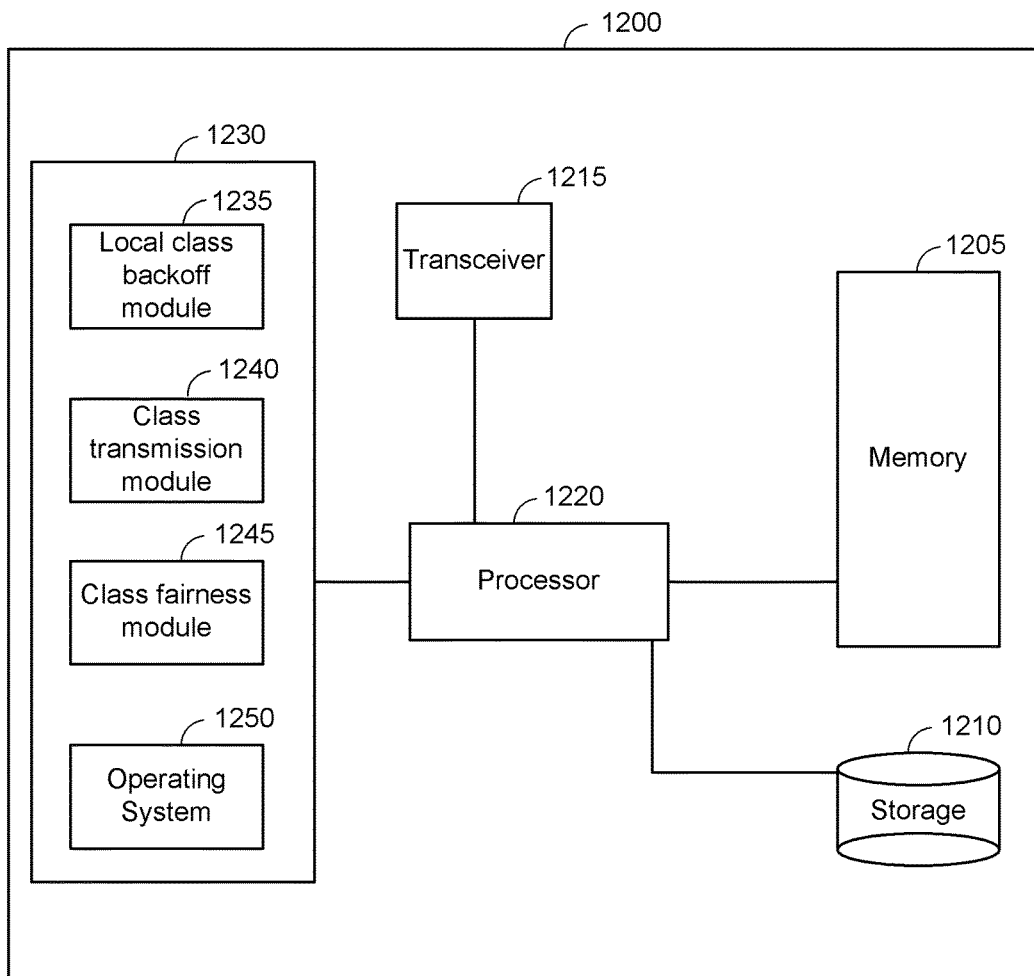 1200
1230
1235
Local class
backoff
module
1240
Class
transmission
module
1245
Class fairness
module
1250
Operating
System
1215
Transceiver
1220
Processor
1205
Memory
1210
Storage